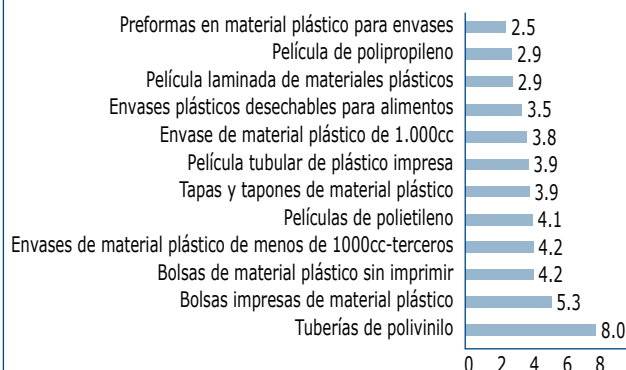 Preformas en material plástico para envases 2.5
Película de polipropileno 2.9
Película laminada de materiales plásticos 2.9
Envases plásticos desechables para alimentos 3.5
Envase de material plástico de 1.000cc 3.8
Película tubular de plástico impresa 3.9
Tapas y tapones de material plástico 3.9
Películas de polietileno 4.1
Envases de material plástico de menos de 1000cc-terceros 4.2
Bolsas de material plástico sin imprimir 4.2
Bolsas impresas de material plástico 5.3
Tuberías de polivinilo 8.0
0 2 4 6 8